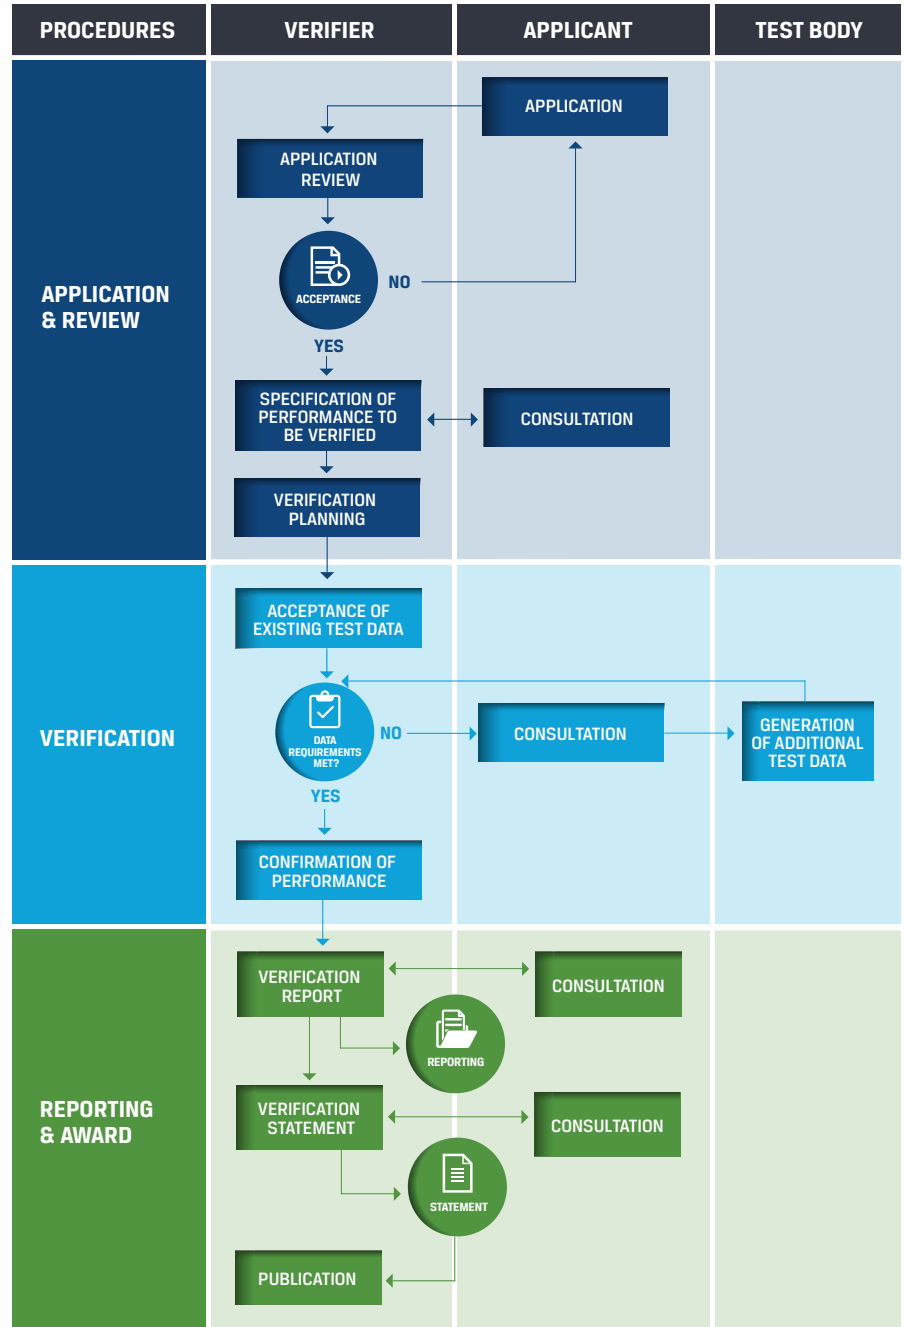 PROCEDURES
VERIFIER
APPLICANT
TEST BODY
APPLICATION
& REVIEW
APPLICATION
APPLICATION
REVIEW
ACCEPTANCE
NO
YES
SPECIFICATION OF
PERFORMANCE TO
BE VERIFIED
CONSULTATION
VERIFICATION
PLANNING
VERIFICATION
ACCEPTANCE OF
EXISTING TEST DATA
DATA
REQUIREMENTS
MET?
NO
CONSULTATION
GENERATION
OF ADDITIONAL
TEST DATA
YES
CONFIRMATION OF
PERFORMANCE
REPORTING
& AWARD
VERIFICATION
REPORT
CONSULTATION
REPORTING
VERIFICATION
STATEMENT
CONSULTATION
STATEMENT
PUBLICATION